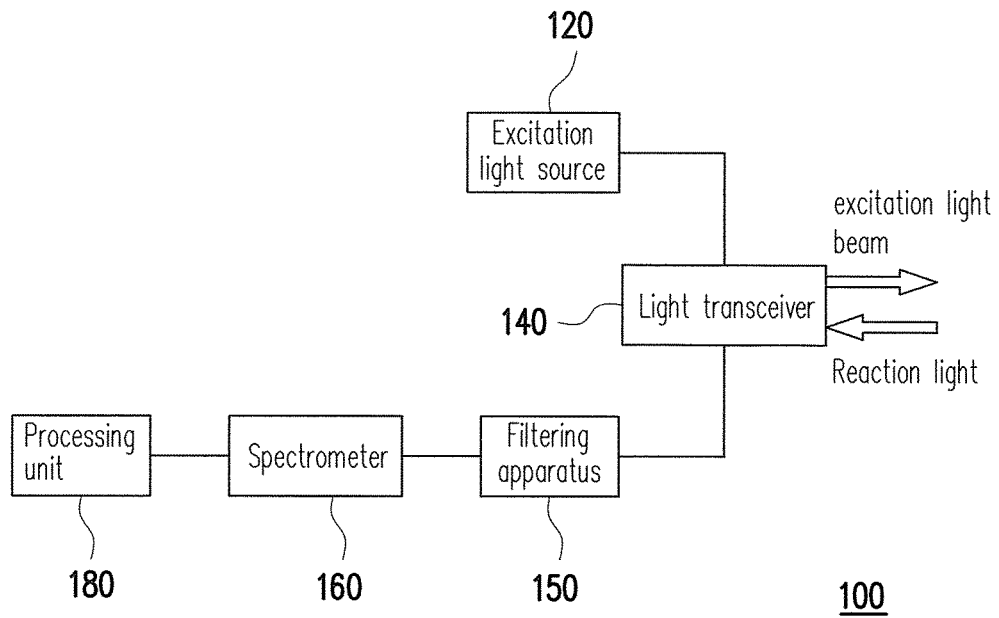 120
Excitation
light source
excitation light
beam
140
Light transceiver
Reaction light
Processing
unit
Spectrometer
Filtering
apparatus
180
160
150
100